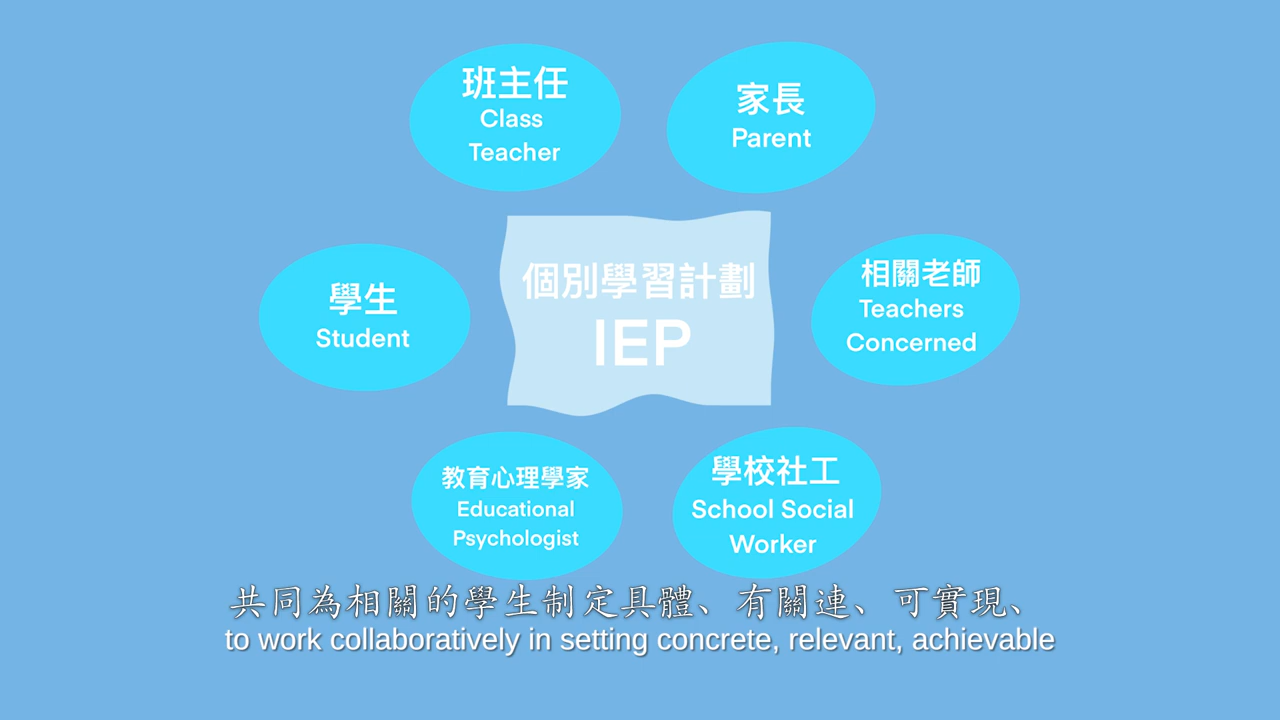 班主任
Class
Teacher
家長
Parent
學生
Student
個別學習計劃
IEP
相關老師
Teachers
Concerned
教育心理學家
Educational
Psychologist
學校社工
School Social
Worker
共同為相關的學生制定具體、有關連、可實現、
to work collaboratively in setting concrete, relevant, achievable